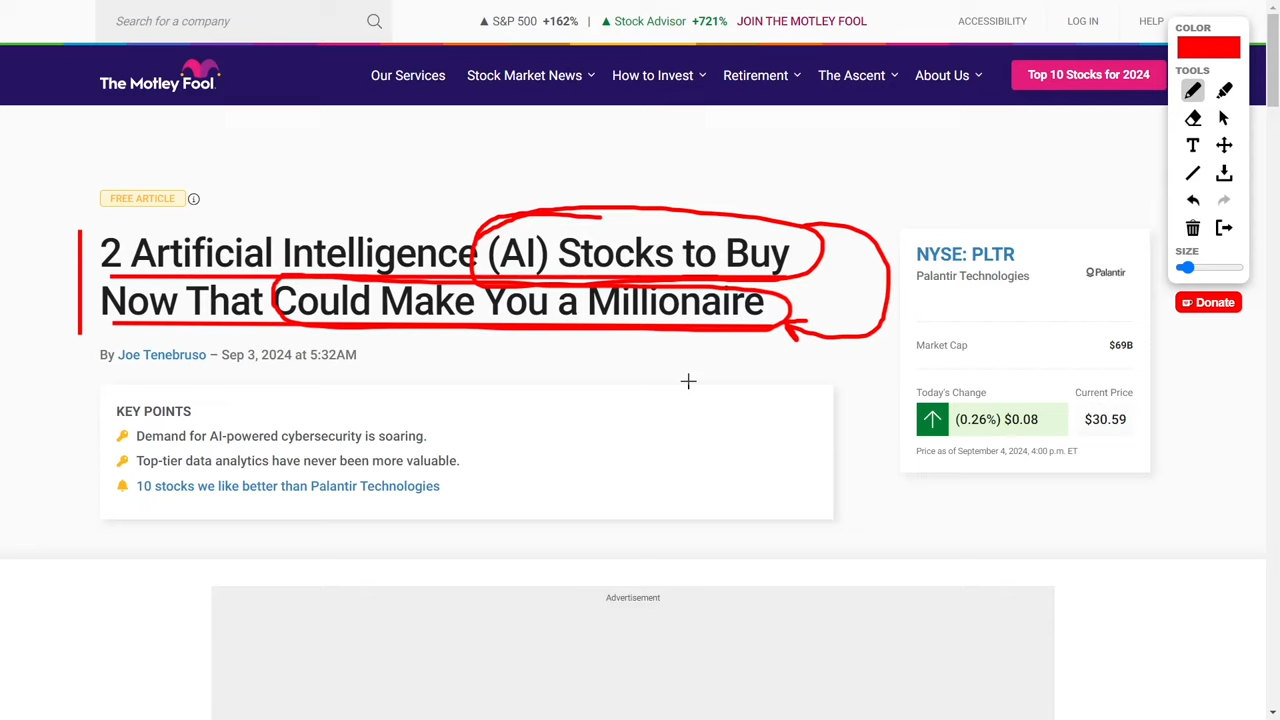 Search for a company
▲ S&P 500 +162% | ▲ Stock Advisor +721% JOIN THE MOTLEY FOOL
ACCESSIBILITY LOG IN HELP
The Motley Fool
Our Services Stock Market News How to Invest Retirement The Ascent About Us Top 10 Stocks for 2024
COLOR
TOOLS
SIZE
Donate
FREE ARTICLE
2 Artificial Intelligence (AI) Stocks to Buy
Now That Could Make You a Millionaire
By Joe Tenebruso – Sep 3, 2024 at 5:32AM
KEY POINTS
Demand for AI-powered cybersecurity is soaring.
Top-tier data analytics have never been more valuable.
10 stocks we like better than Palantir Technologies
NYSE: PLTR
Palantir Technologies
Palantir
Market Cap $69B
Today's Change Current Price
(0.26%) $0.08 $30.59
Price as of September 4, 2024, 4:00 p.m. ET
Advertisement